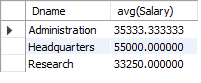 Dname avg(Salary)
Administration 35333.333333
Headquarters 55000.000000
Research 33250.000000